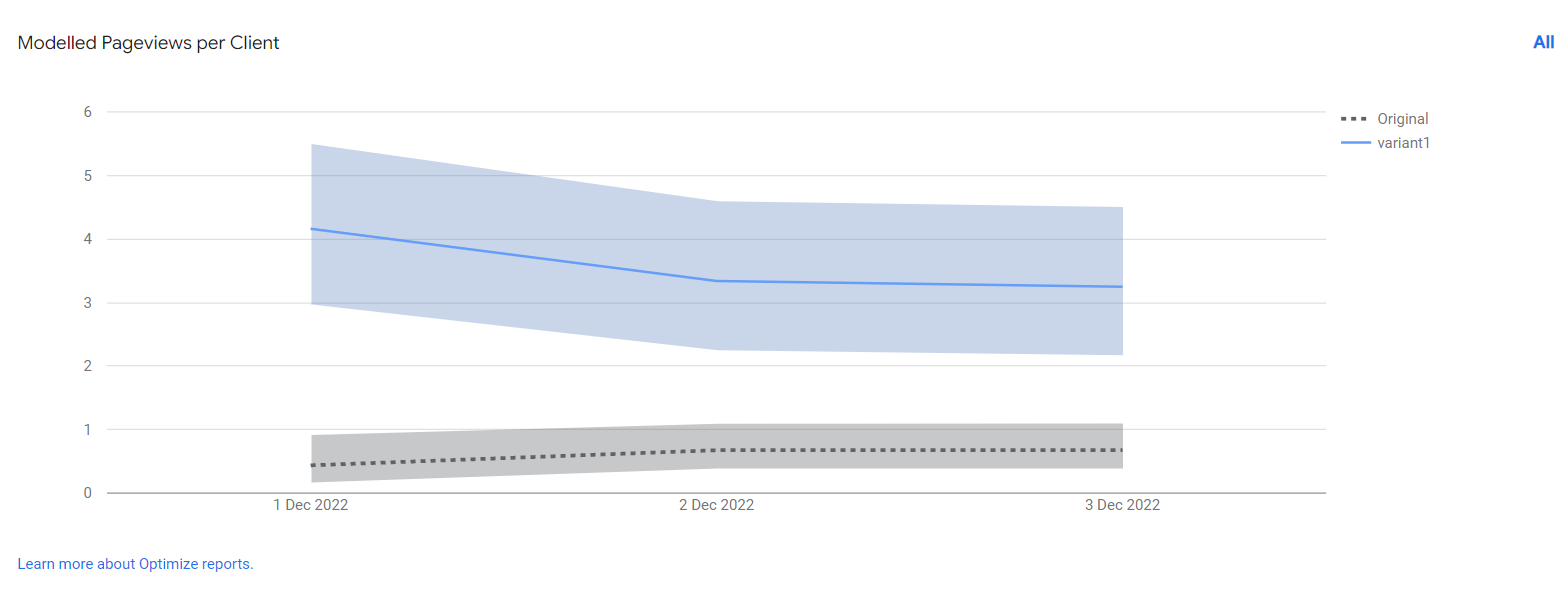 Modelled Pageviews per Client
All
6
5
4
3
2
1
0
1 Dec 2022
2 Dec 2022
3 Dec 2022
Original
variant1
Learn more about Optimize reports.